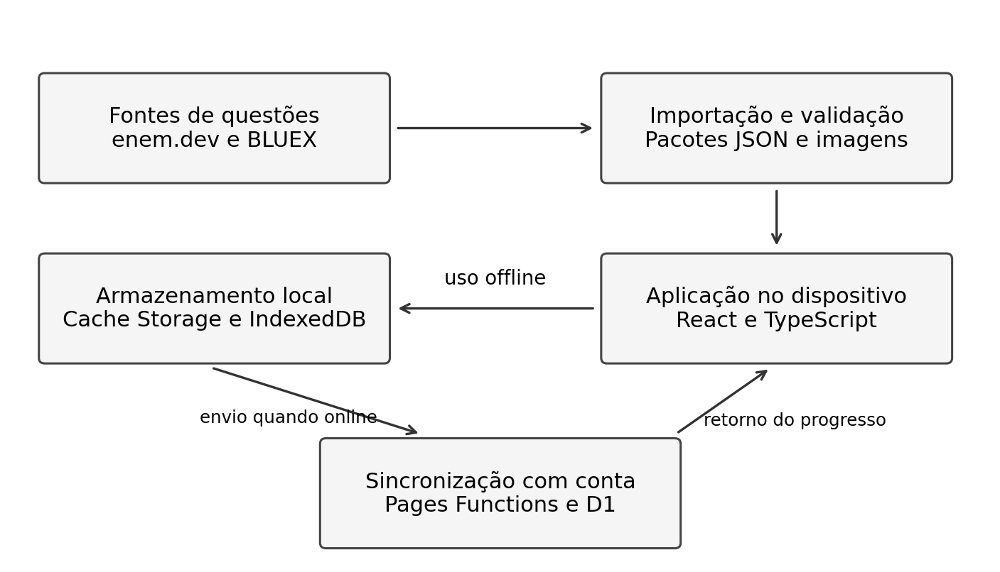 Fontes de questões
enem.dev e BLUEX
Importação e validação
Pacotes JSON e imagens
Armazenamento local
Cache Storage e IndexedDB
uso offline
Aplicação no dispositivo
React e TypeScript
envio quando online
retorno do progresso
Sincronização com conta
Pages Functions e D1